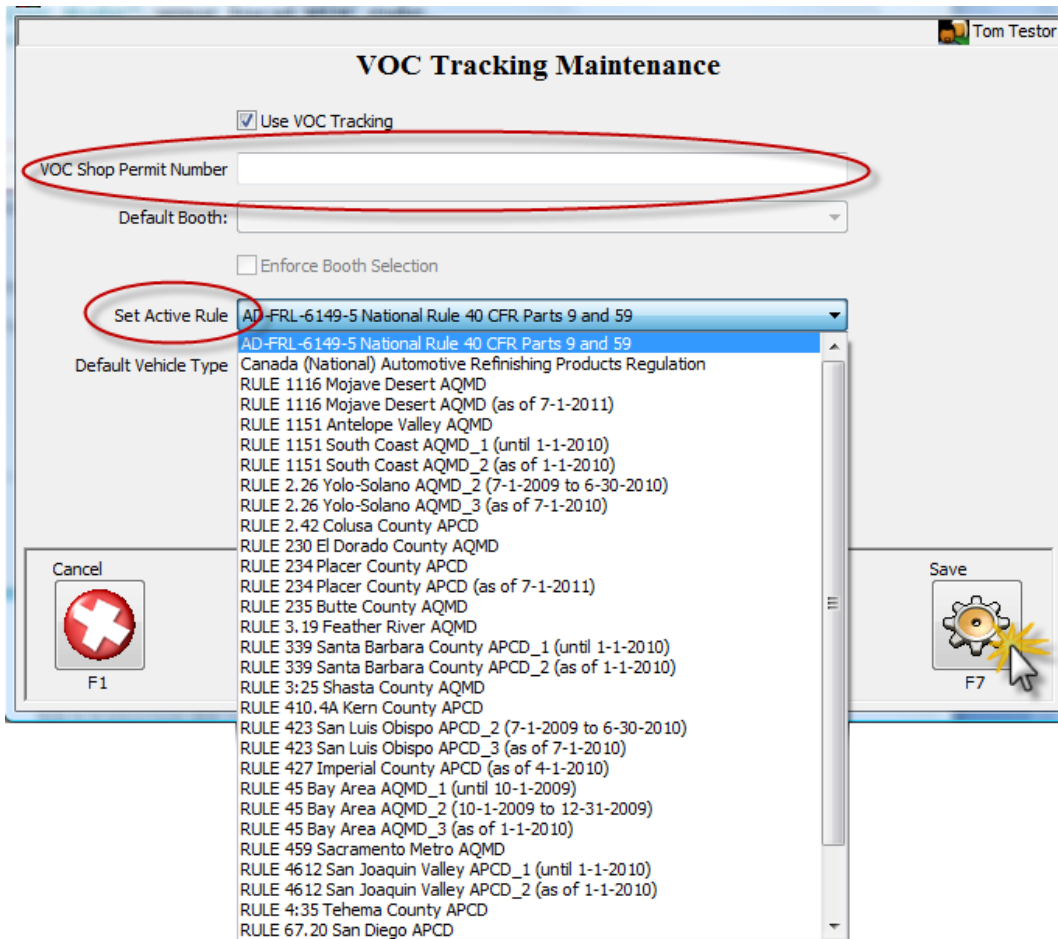 Tom Testor
VOC Tracking Maintenance
Use VOC Tracking
VOC Shop Permit Number
Default Booth:
Enforce Booth Selection
Set Active Rule AD-FRL-6149-5 National Rule 40 CFR Parts 9 and 59
AD-FRL-6149-5 National Rule 40 CFR Parts 9 and 59
Default Vehicle Type Canada (National) Automotive Refinishing Products Regulation
RULE 1116 Mojave Desert AQMD
RULE 1116 Mojave Desert AQMD (as of 7-1-2011)
RULE 1151 Antelope Valley AQMD
RULE 1151 South Coast AQMD_1 (until 1-1-2010)
RULE 1151 South Coast AQMD_2 (as of 1-1-2010)
RULE 2.26 Yolo-Solano AQMD_2 (7-1-2009 to 6-30-2010)
RULE 2.26 Yolo-Solano AQMD_3 (as of 7-1-2010)
RULE 2.42 Colusa County APCD
RULE 230 El Dorado County AQMD
RULE 234 Placer County APCD
RULE 234 Placer County APCD (as of 7-1-2011)
RULE 235 Butte County AQMD
RULE 3.19 Feather River AQMD
RULE 339 Santa Barbara County APCD_1 (until 1-1-2010)
RULE 339 Santa Barbara County APCD_2 (as of 1-1-2010)
RULE 3:25 Shasta County AQMD
RULE 410.4A Kern County APCD
RULE 423 San Luis Obispo APCD_2 (7-1-2009 to 6-30-2010)
RULE 423 San Luis Obispo APCD_3 (as of 7-1-2010)
RULE 427 Imperial County APCD (as of 4-1-2010)
RULE 45 Bay Area AQMD_1 (until 10-1-2009)
RULE 45 Bay Area AQMD_2 (10-1-2009 to 12-31-2009)
RULE 45 Bay Area AQMD_3 (as of 1-1-2010)
RULE 459 Sacramento Metro AQMD
RULE 4612 San Joaquin Valley APCD_1 (until 1-1-2010)
RULE 4612 San Joaquin Valley APCD_2 (as of 1-1-2010)
RULE 4:35 Tehema County APCD
RULE 67.20 San Diego APCD
Cancel
F1
Save
F7